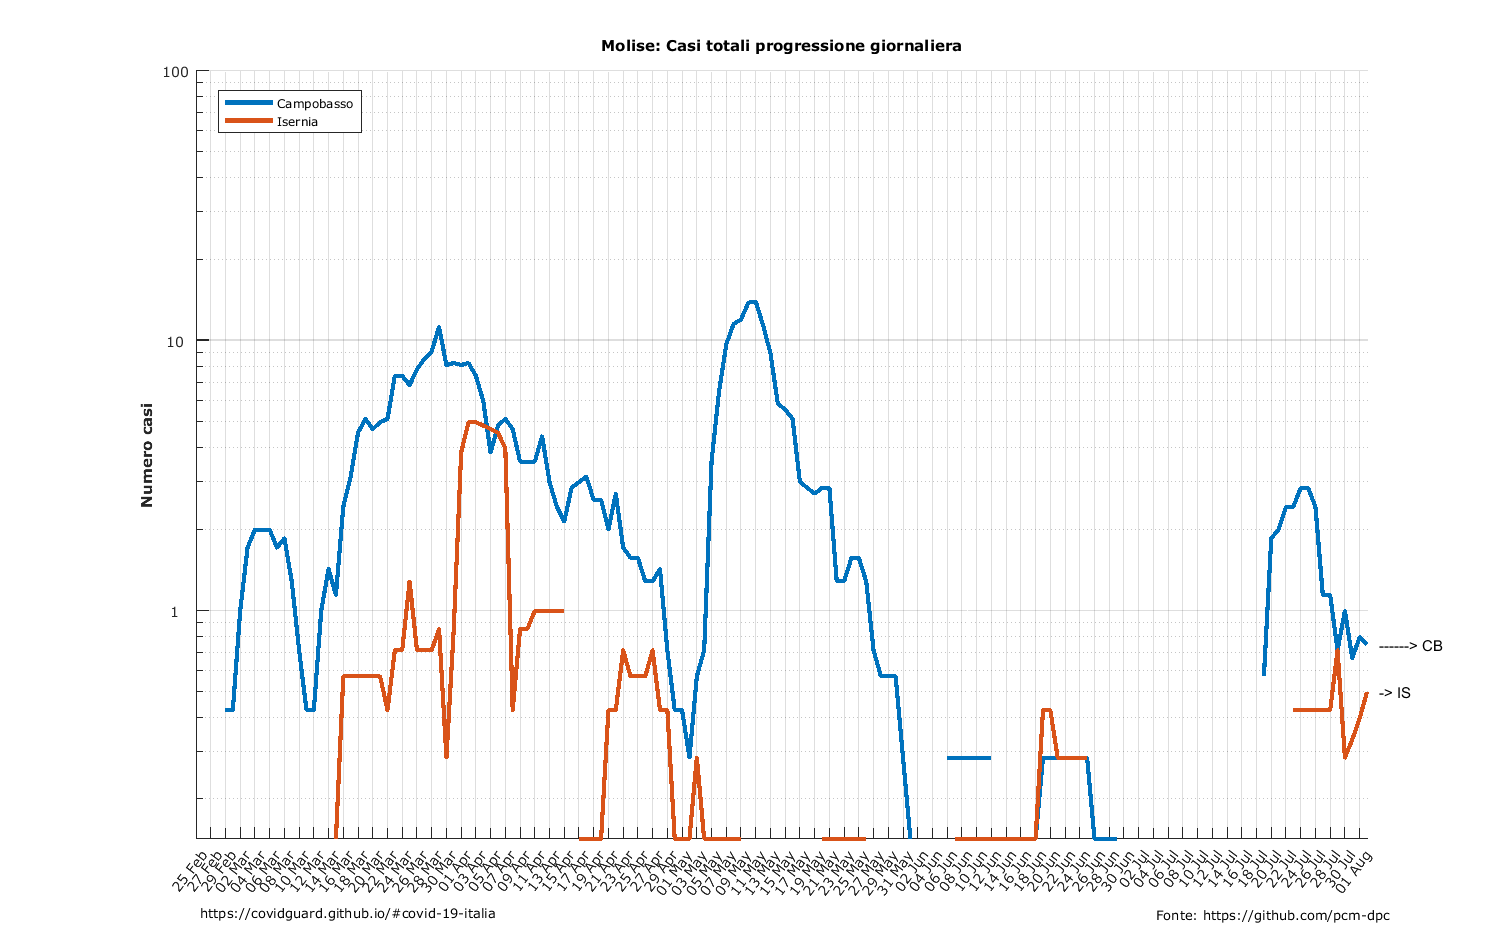 Molise: Casi totali progressione giornaliera
100
Campobasso
Isernia
10
1
Numero casi
------> CB
-> IS
25 Feb
27 Feb
29 Feb
02 Mar
04 Mar
06 Mar
08 Mar
10 Mar
12 Mar
14 Mar
16 Mar
18 Mar
20 Mar
22 Mar
24 Mar
26 Mar
28 Mar
30 Mar
01 Apr
03 Apr
05 Apr
07 Apr
09 Apr
11 Apr
13 Apr
15 Apr
17 Apr
19 Apr
21 Apr
23 Apr
25 Apr
27 Apr
29 Apr
01 May
03 May
05 May
07 May
09 May
11 May
13 May
15 May
17 May
19 May
21 May
23 May
25 May
27 May
29 May
31 May
02 Jun
04 Jun
06 Jun
08 Jun
10 Jun
12 Jun
14 Jun
16 Jun
18 Jun
20 Jun
22 Jun
24 Jun
26 Jun
28 Jun
30 Jun
02 Jul
04 Jul
06 Jul
08 Jul
10 Jul
12 Jul
14 Jul
16 Jul
18 Jul
20 Jul
22 Jul
24 Jul
26 Jul
28 Jul
30 Jul
01 Aug
https://covidguard.github.io/#covid-19-italia
Fonte: https://github.com/pcm-dpc